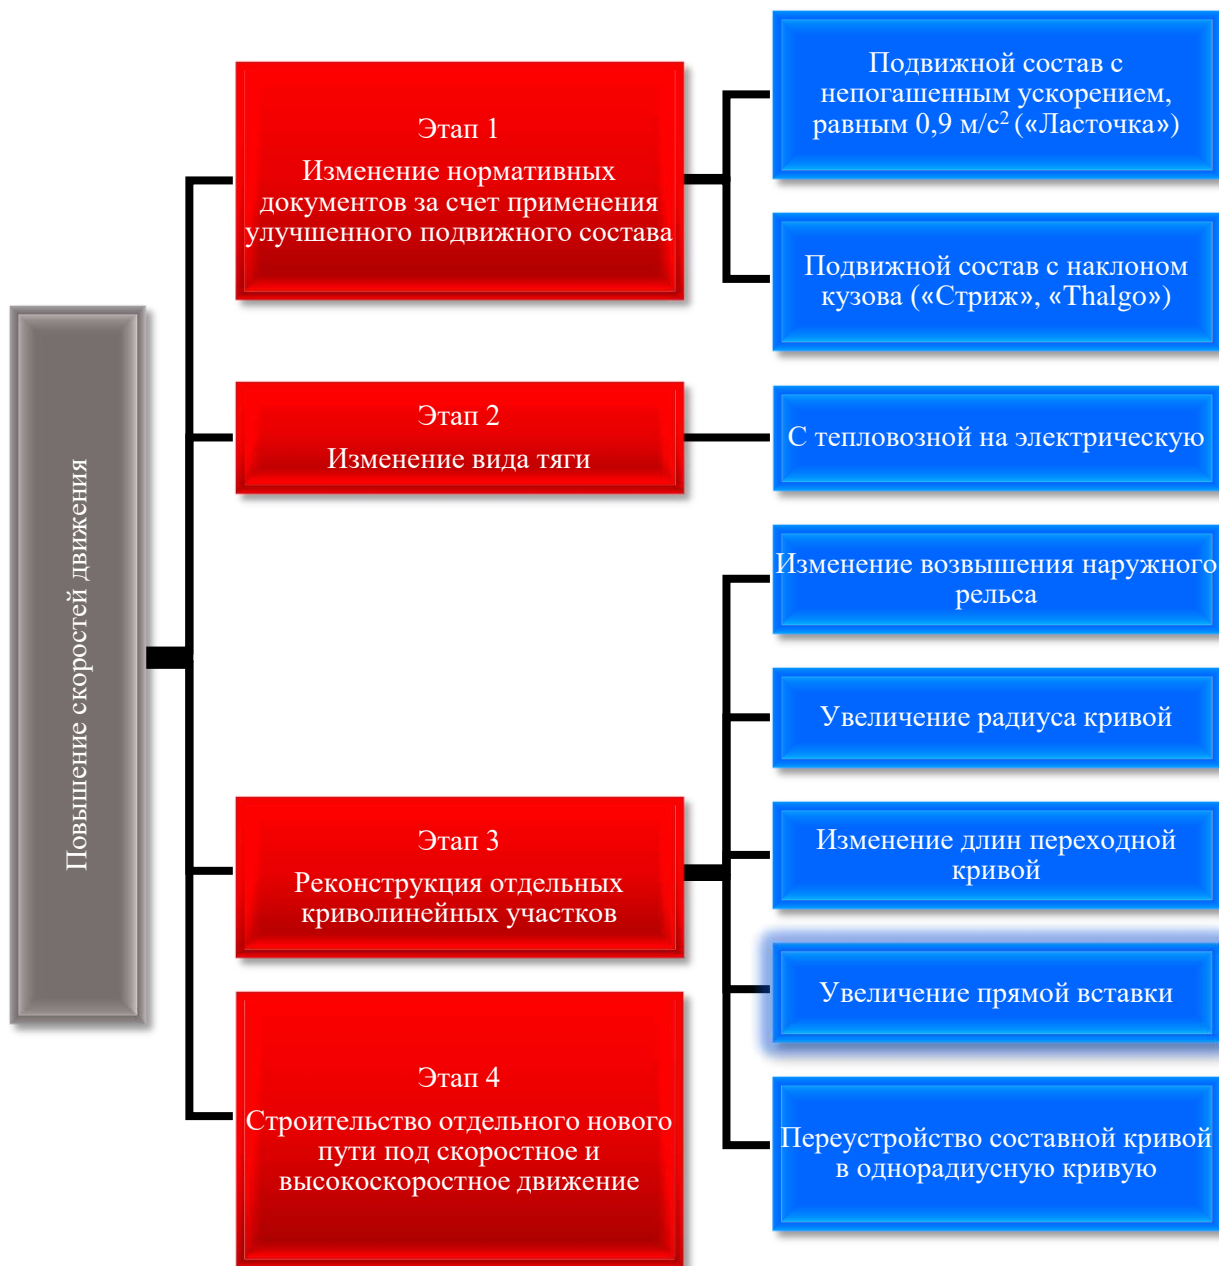 Повышение скоростей движения
Этап 1
Изменение нормативных
документов за счет применения
улучшенного подвижного состава
Подвижной состав с
непогашенным ускорением,
равным 0,9 м/с² («Ласточка»)
Подвижной состав с наклоном
кузова («Стриж», «Thalgo»)
Этап 2
Изменение вида тяги
С тепловозной на электрическую
Этап 3
Реконструкция отдельных
криволинейных участков
Изменение возвышения наружного
рельса
Увеличение радиуса кривой
Изменение длин переходной
кривой
Увеличение прямой вставки
Переустройство составной кривой
в однорадиусную кривую
Этап 4
Строительство отдельного нового
пути под скоростное и
высокоскоростное движение